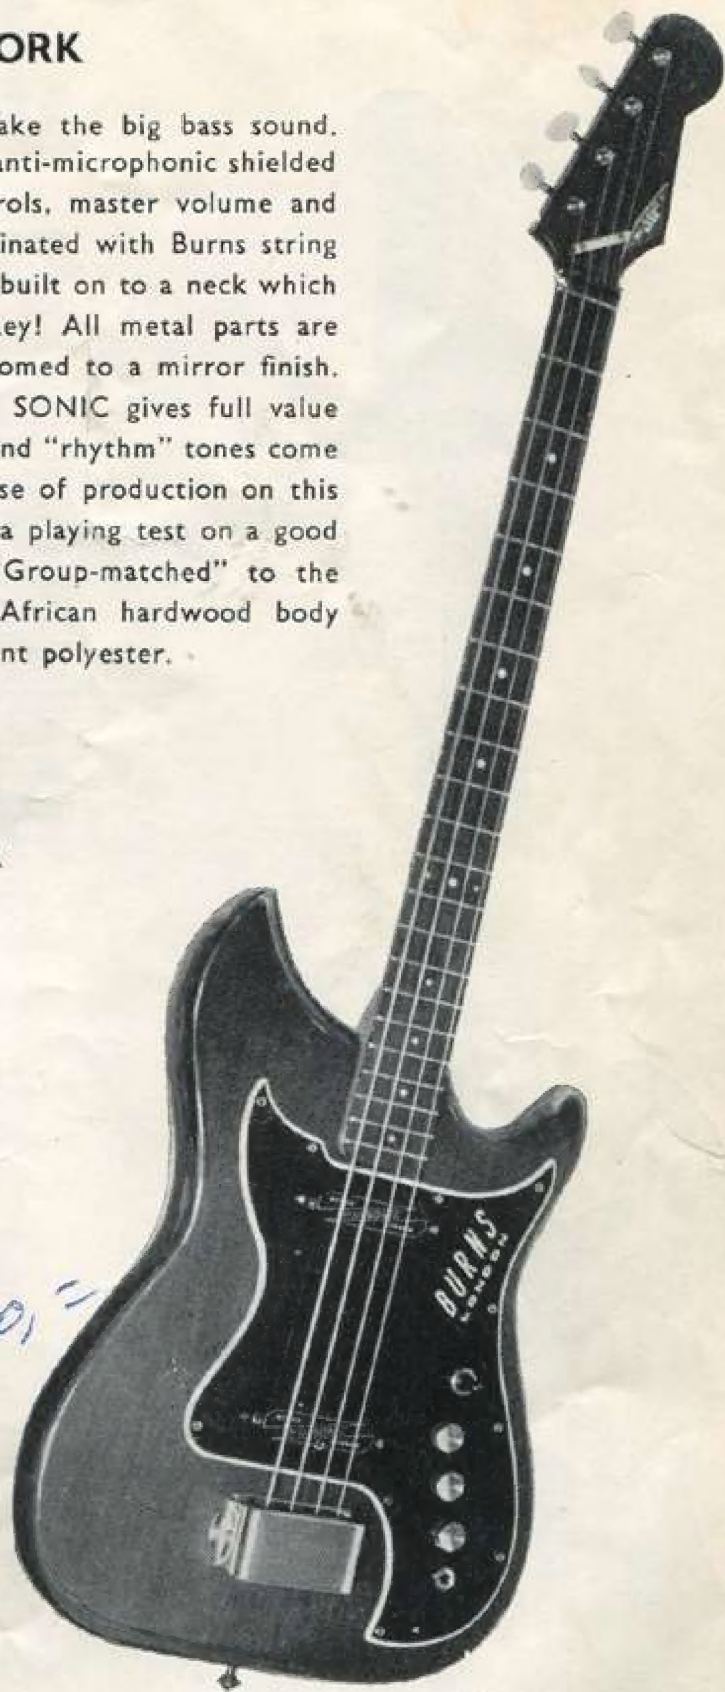 ORK
ake the big bass sound.
anti-microphonic shielded
rols, master volume and
inated with Burns string
built on to a neck which
ey! All metal parts are
omed to a mirror finish.
SONIC gives full value
nd “rhythm” tones come
se of production on this
a playing test on a good
Group-matched” to the
African hardwood body
nt polyester.
BURNS
LONDON
0,=